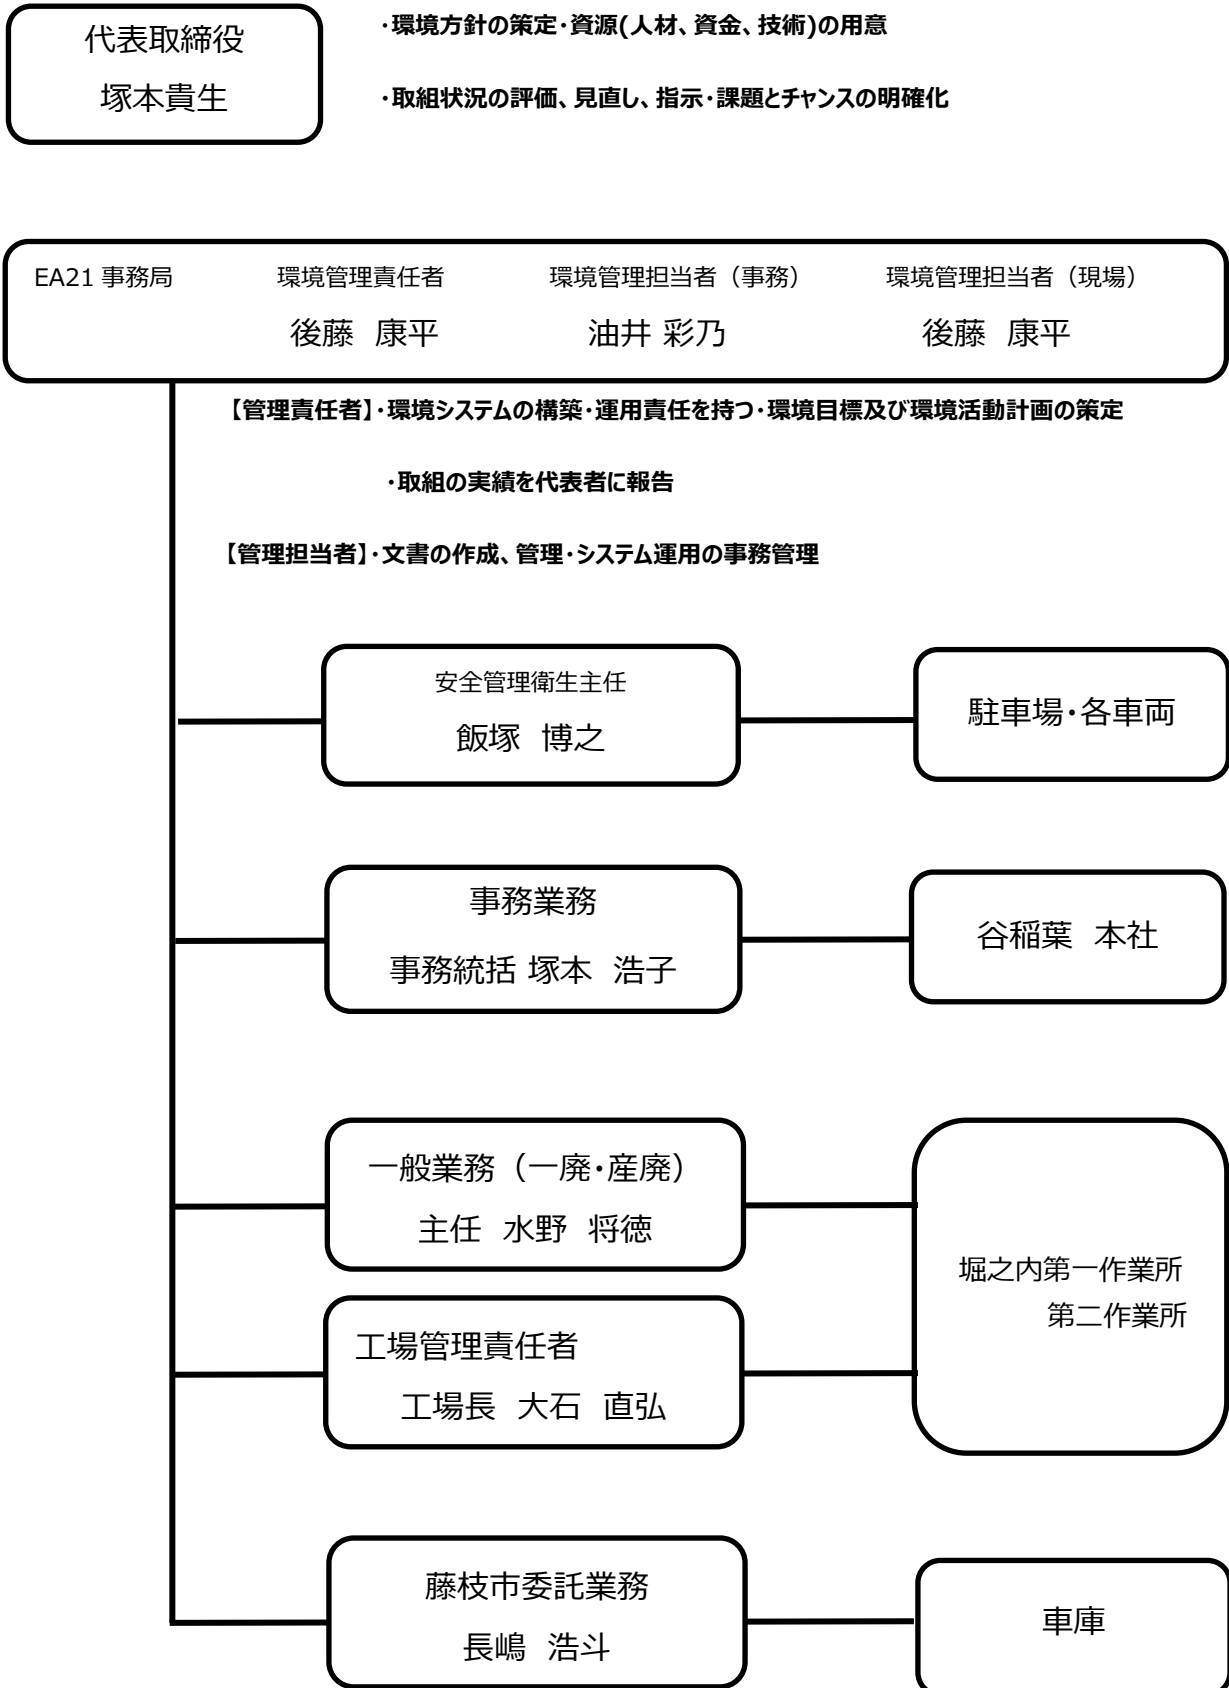 代表取締役
塚本貴生
・環境方針の策定・資源(人材、資金、技術)の用意
・取組状況の評価、見直し、指示・課題とチャンスの明確化
EA21 事務局 環境管理責任者 環境管理担当者（事務） 環境管理担当者（現場）
後藤 康平 油井 彩乃 後藤 康平
【管理責任者】・環境システムの構築・運用責任を持つ・環境目標及び環境活動計画の策定
・取組の実績を代表者に報告
【管理担当者】・文書の作成、管理・システム運用の事務管理
安全管理衛生主任
飯塚 博之
駐車場・各車両
事務業務
事務統括 塚本 浩子
谷稲葉 本社
一般業務（一廃・産廃）
主任 水野 将徳
工場管理責任者
工場長 大石 直弘
堀之内第一作業所
第二作業所
藤枝市委託業務
長嶋 浩斗
車庫